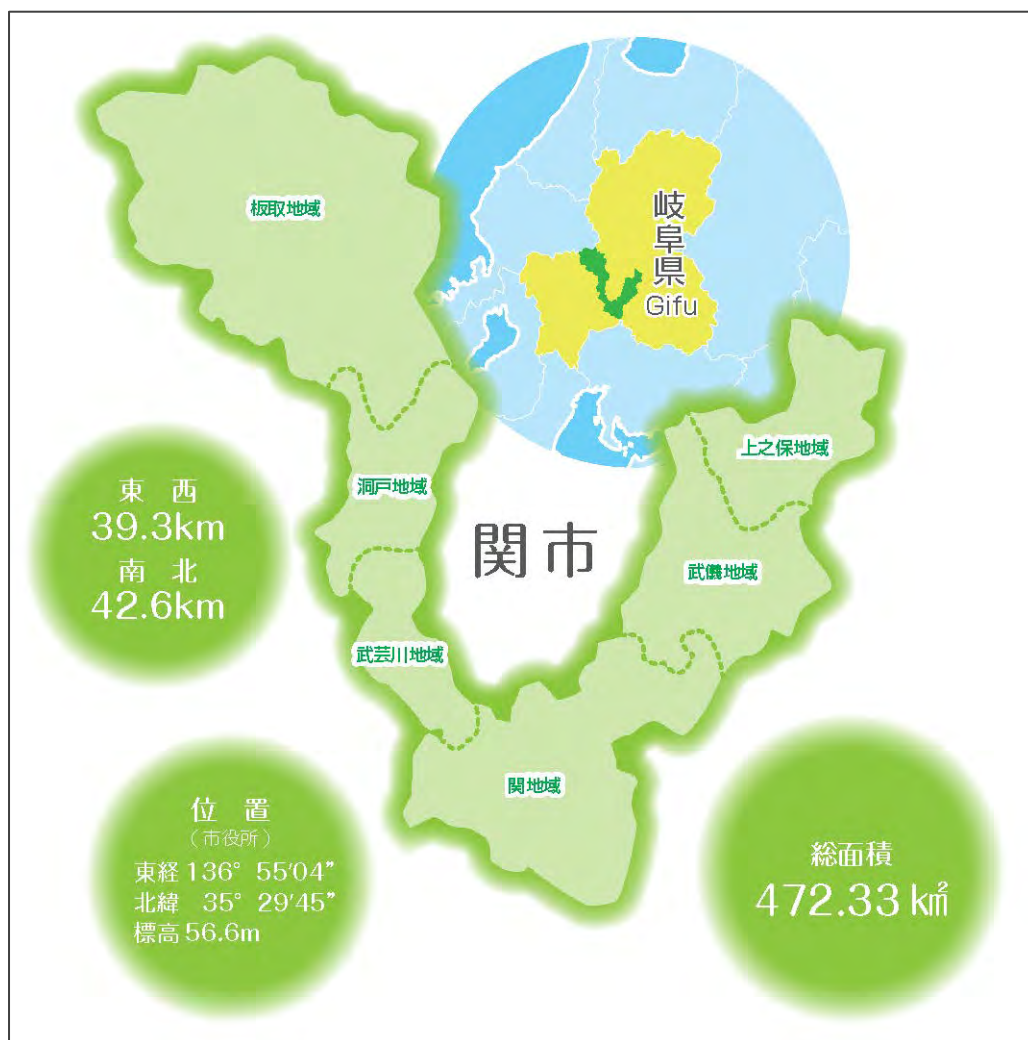 板取地域
岐阜県
Gifu
上之保地域
東西
39.3km
南北
42.6km
洞戸地域
関市
武儀地域
武芸川地域
位置
（市役所）
東経 136° 55'04"
北緯 35° 29'45"
標高 56.6m
関地域
総面積
472.33 k㎡